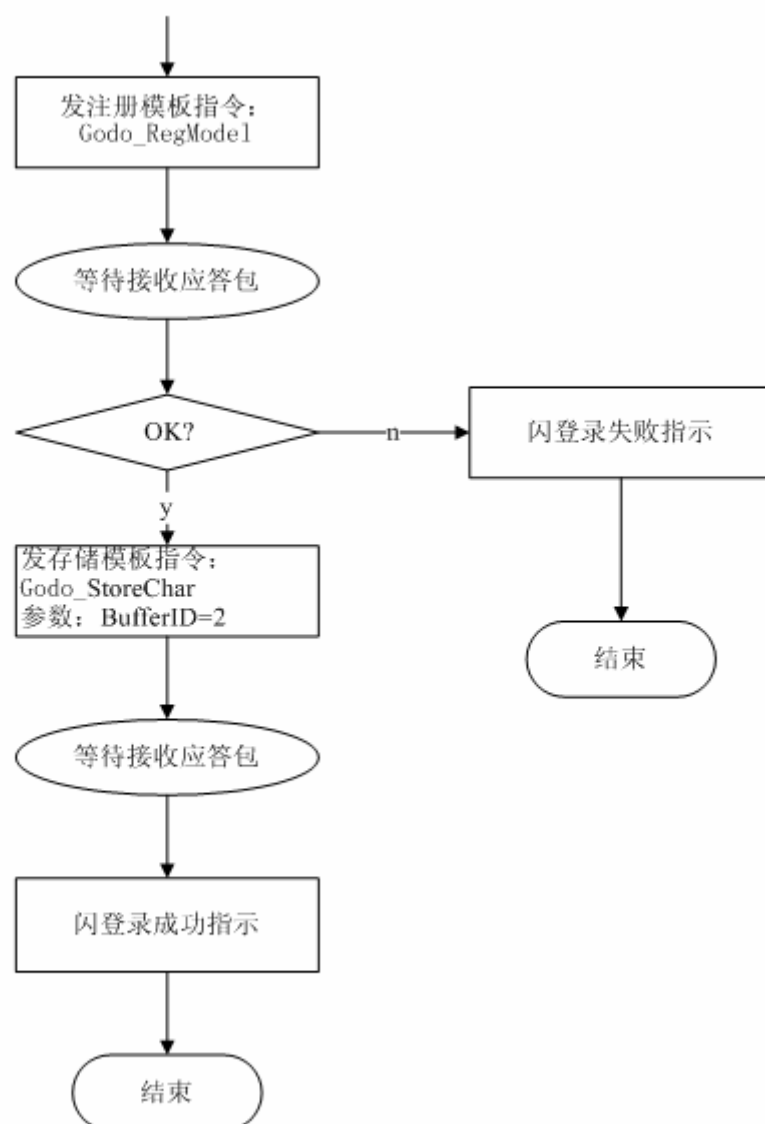 发注册模板指令：
Godo_RegModel
等待接收应答包
OK?
n
闪登录失败指示
y
发存储模板指令：
Godo_StoreChar
参数：BufferID=2
结束
等待接收应答包
闪登录成功指示
结束